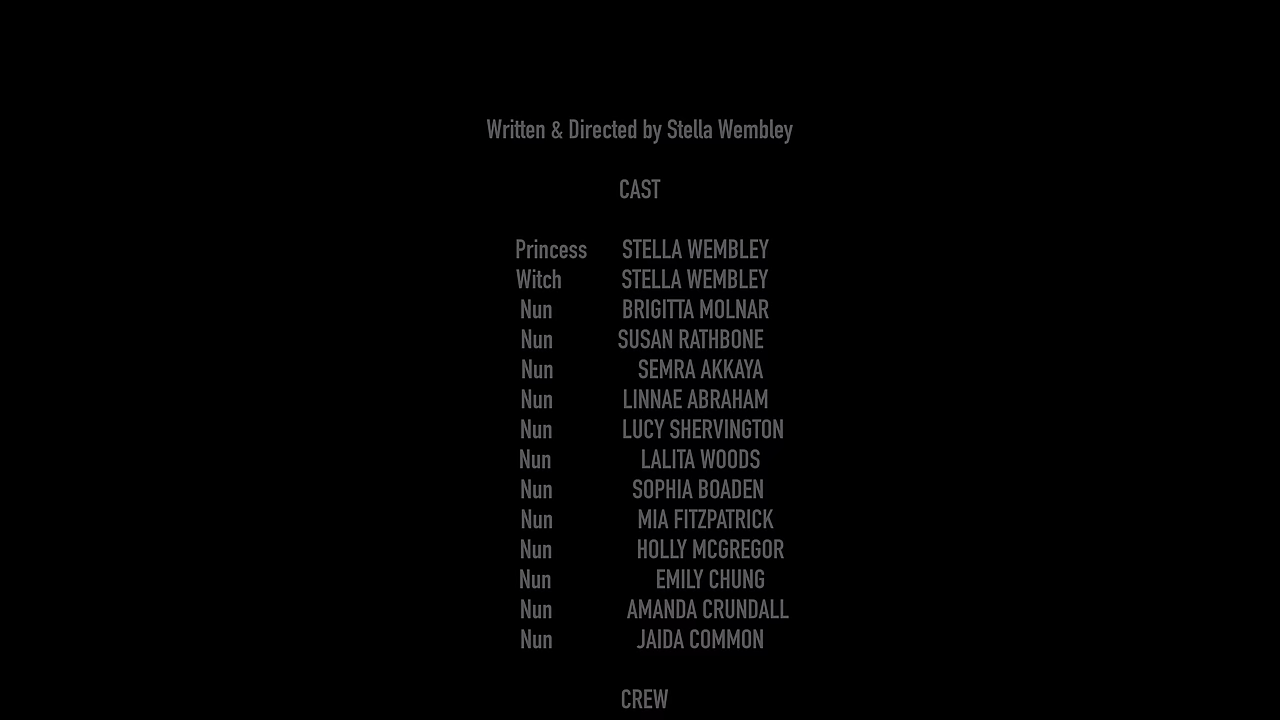 Written & Directed by Stella Wembley
CAST
Princess STELLA WEMBLEY
Witch STELLA WEMBLEY
Nun BRIGITTA MOLNAR
Nun SUSAN RATHBONE
Nun SEMRA AKKAYA
Nun LINNAE ABRAHAM
Nun LUCY SHERVINGTON
Nun LALITA WOODS
Nun SOPHIA BOADEN
Nun MIA FITZPATRICK
Nun HOLLY MCGREGOR
Nun EMILY CHUNG
Nun AMANDA CRUNDALL
Nun JAIDA COMMON
CREW